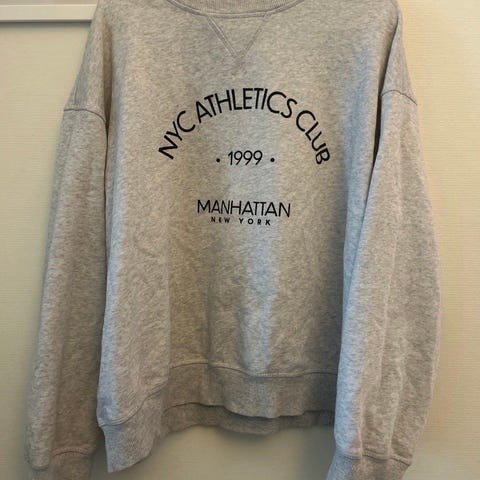 NYC ATHLETICS CLUB
• 1999 •
MANHATTAN
NEW YORK